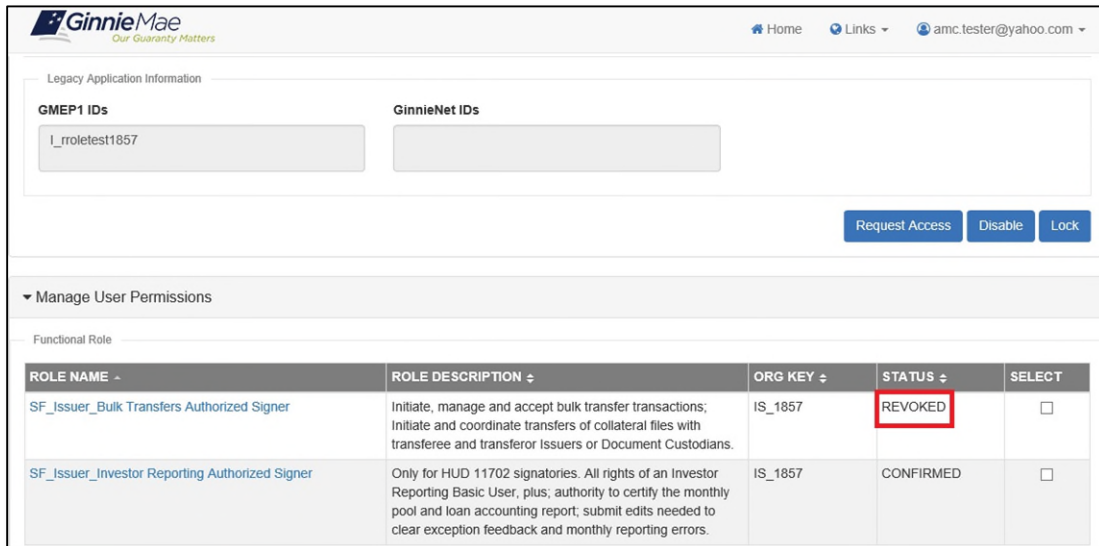 GinnieMae
Our Guaranty Matters
Home Links amc.tester@yahoo.com
Legacy Application Information
GMEP1 IDs GinnieNet IDs
I_rroletest1857
Request Access Disable Lock
Manage User Permissions
Functional Role
ROLE NAME ROLE DESCRIPTION ORG KEY STATUS SELECT
SF_Issuer_Bulk Transfers Authorized Signer Initiate, manage and accept bulk transfer transactions; IS_1857 REVOKED
Initiate and coordinate transfers of collateral files with
transferee and transferor Issuers or Document Custodians.
SF_Issuer_Investor Reporting Authorized Signer Only for HUD 11702 signatories. All rights of an Investor IS_1857 CONFIRMED
Reporting Basic User, plus; authority to certify the monthly
pool and loan accounting report; submit edits needed to
clear exception feedback and monthly reporting errors.